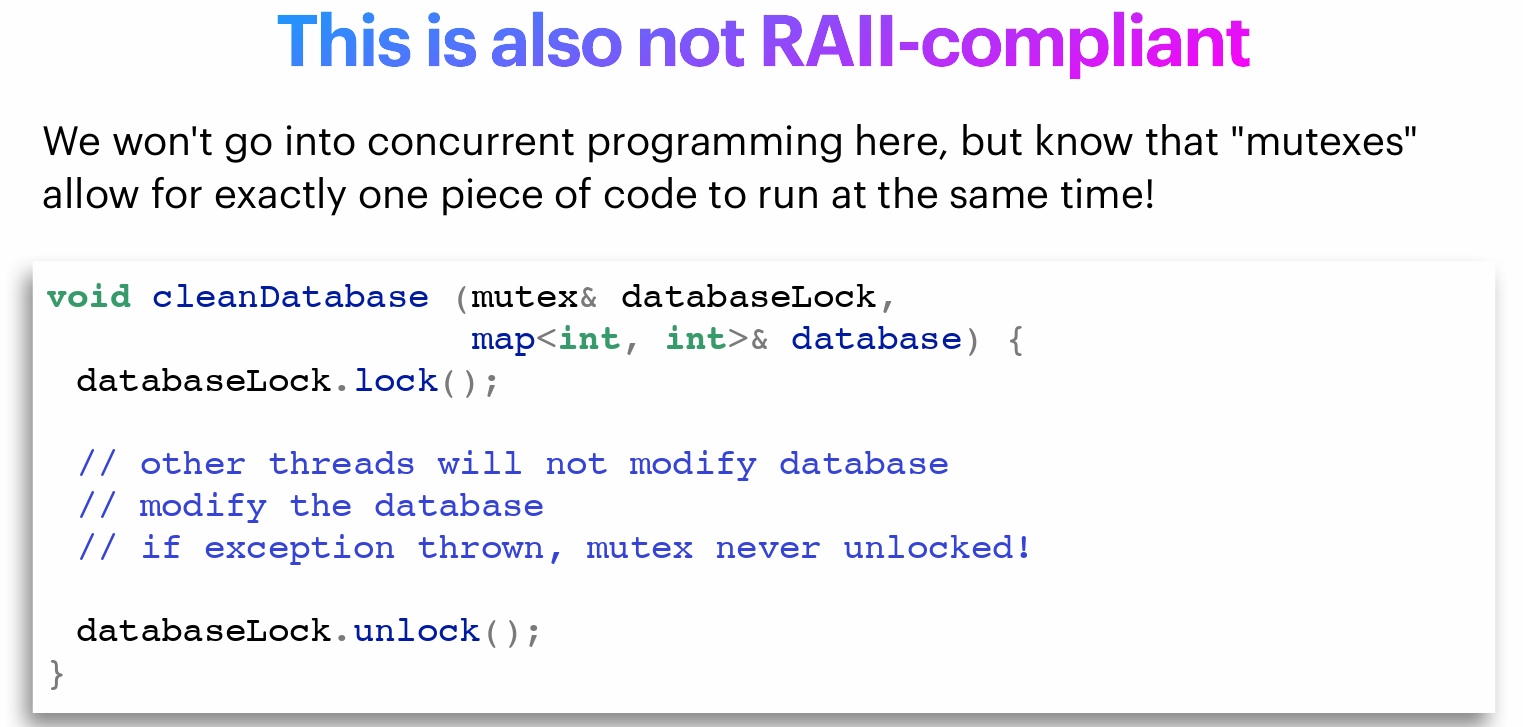 This is also not RAII-compliant
We won't go into concurrent programming here, but know that "mutexes"
allow for exactly one piece of code to run at the same time!
void cleanDatabase (mutex& databaseLock,
                    map<int, int>& database) {
  databaseLock.lock();
  // other threads will not modify database
  // modify the database
  // if exception thrown, mutex never unlocked!
  databaseLock.unlock();
}